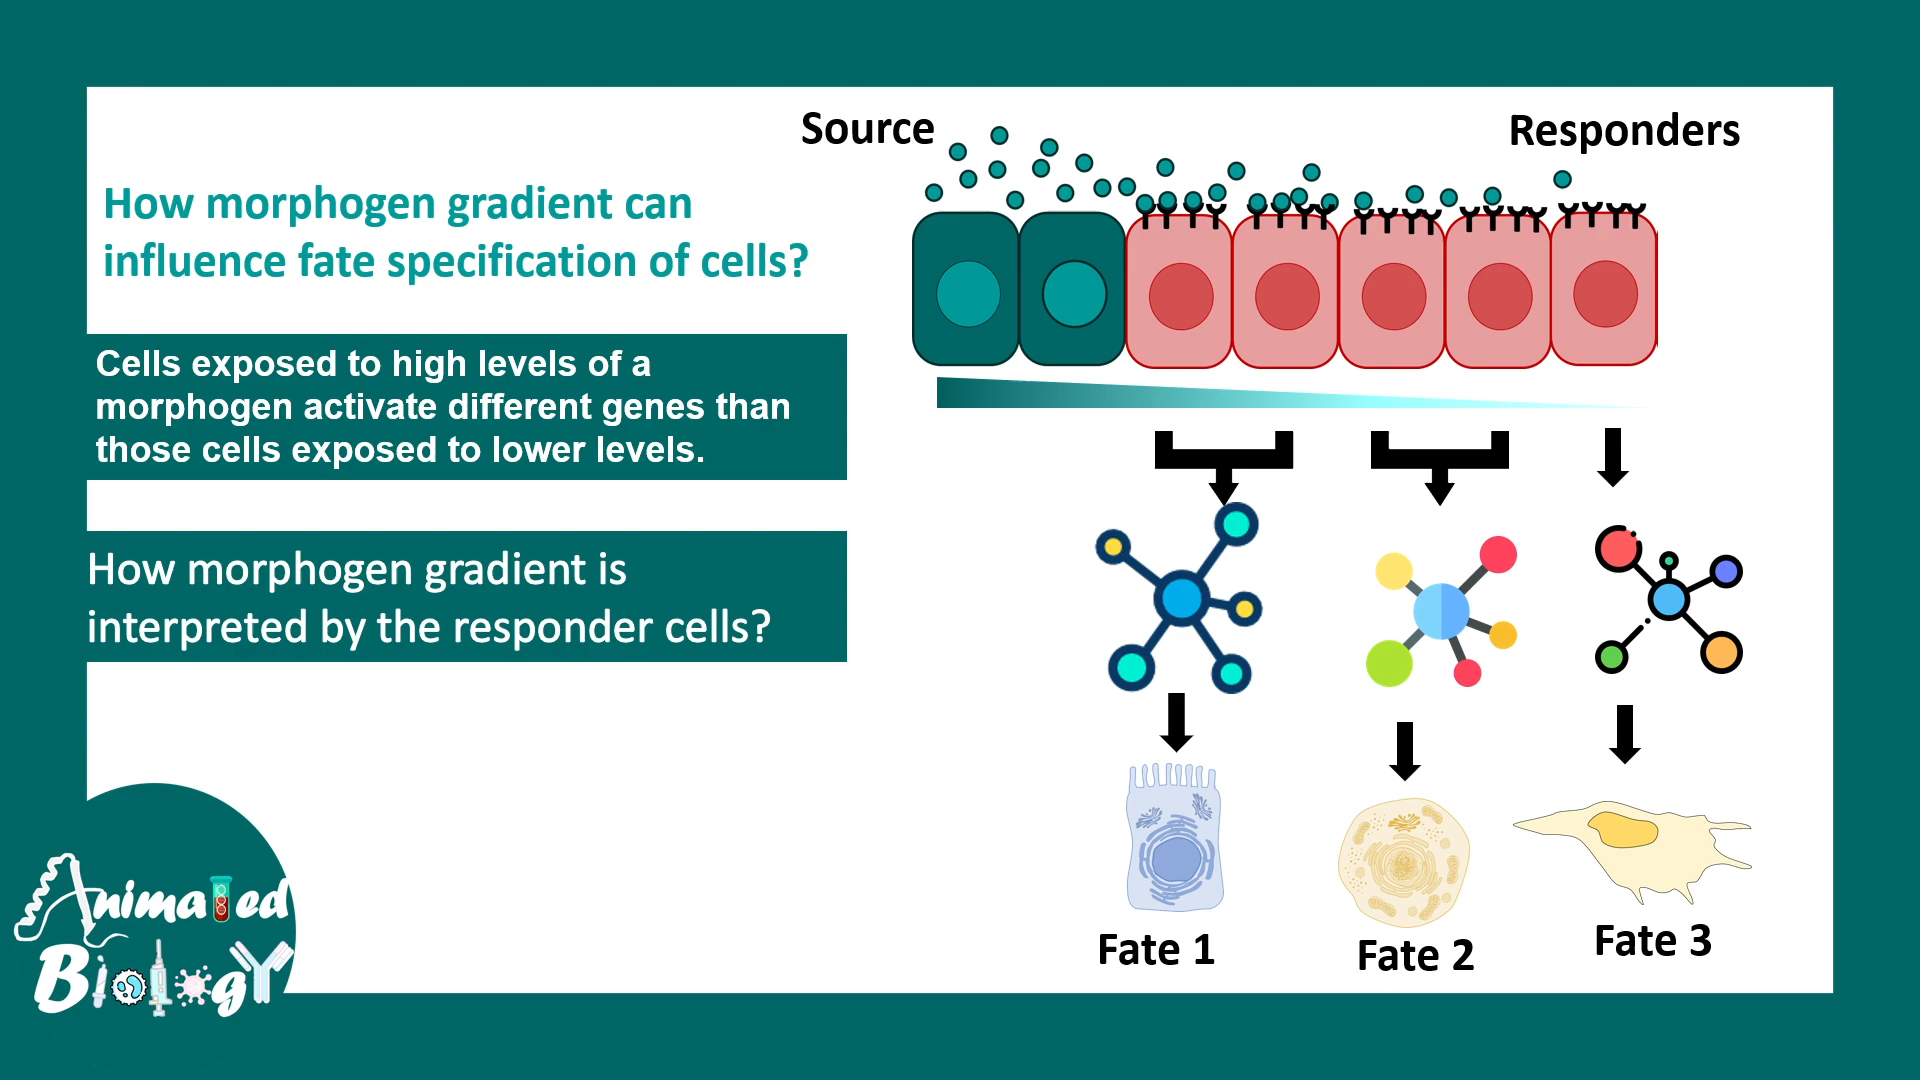 Source
Responders
How morphogen gradient can
influence fate specification of cells?
Cells exposed to high levels of a
morphogen activate different genes than
those cells exposed to lower levels.
How morphogen gradient is
interpreted by the responder cells?
Fate 1
Fate 2
Fate 3
Animated
Biology